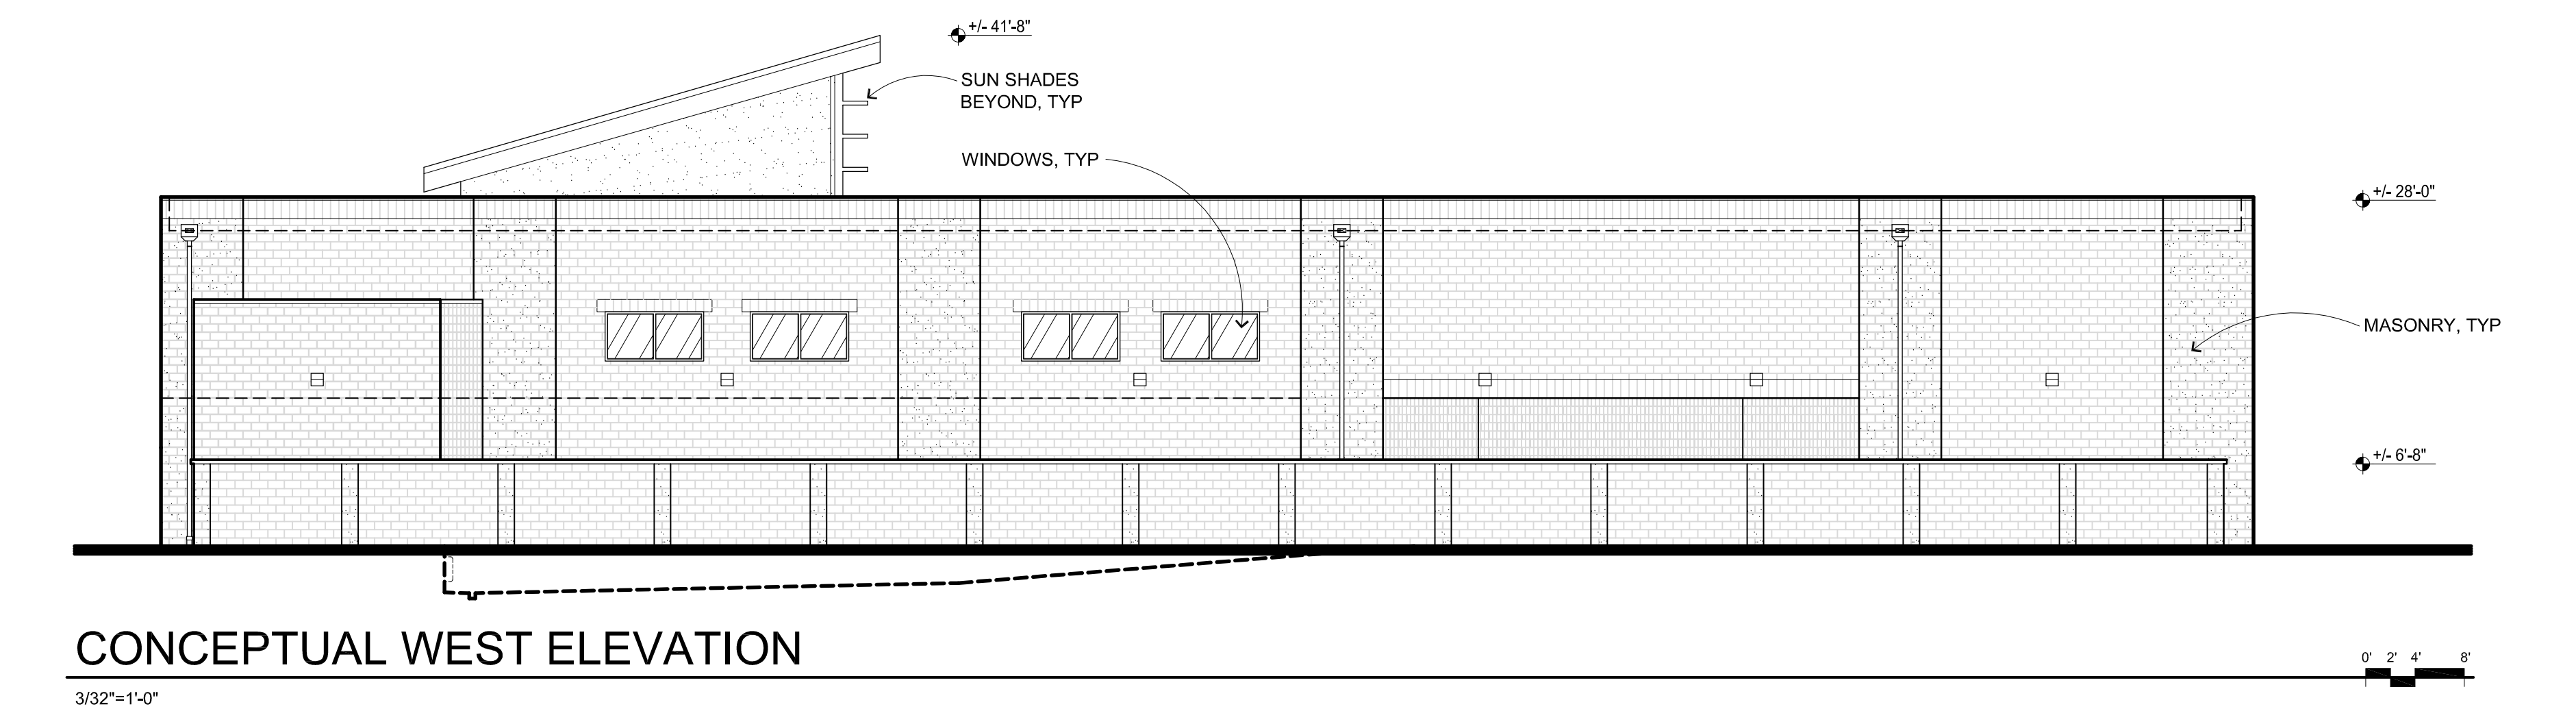 +/- 41'-8"
SUN SHADES
BEYOND, TYP
WINDOWS, TYP
+/- 28'-0"
MASONRY, TYP
+/- 6'-8"
CONCEPTUAL WEST ELEVATION
0' 2' 4' 8'
3/32"=1'-0"